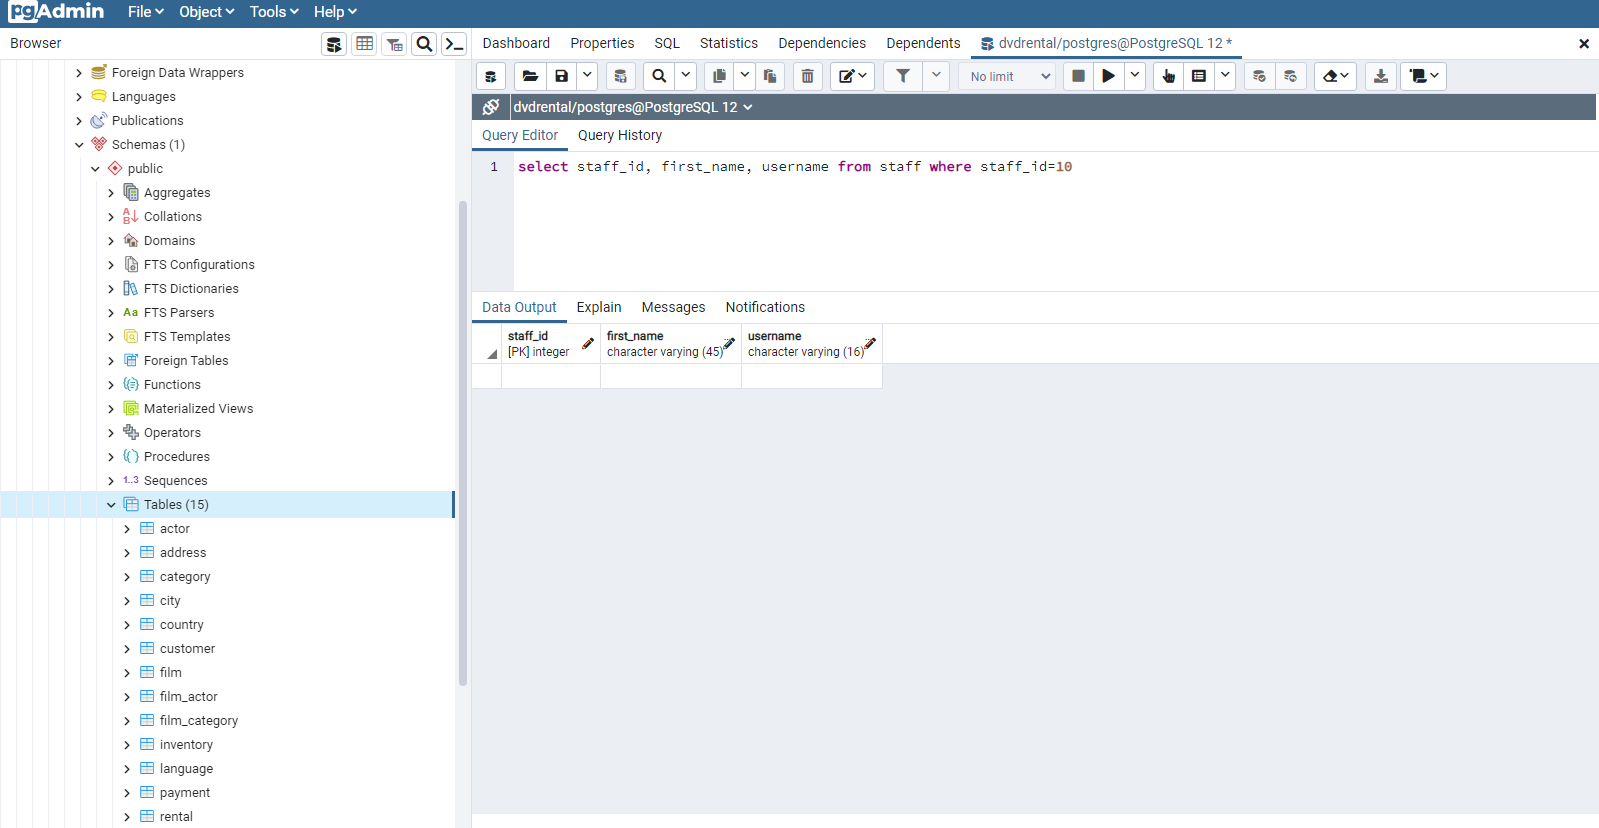 pgAdmin File Object Tools Help
Browser
Dashboard Properties SQL Statistics Dependencies Dependents dvdrental/postgres@PostgreSQL 12 *
No limit
dvdrental/postgres@PostgreSQL 12
Query Editor Query History
1 select staff_id, first_name, username from staff where staff_id=10
Data Output Explain Messages Notifications
staff_id
[PK] integer
first_name
character varying (45)
username
character varying (16)
Foreign Data Wrappers
Languages
Publications
Schemas (1)
public
Aggregates
Collations
Domains
FTS Configurations
FTS Dictionaries
Aa FTS Parsers
FTS Templates
Foreign Tables
Functions
Materialized Views
Operators
Procedures
1..3 Sequences
Tables (15)
actor
address
category
city
country
customer
film
film_actor
film_category
inventory
language
payment
rental